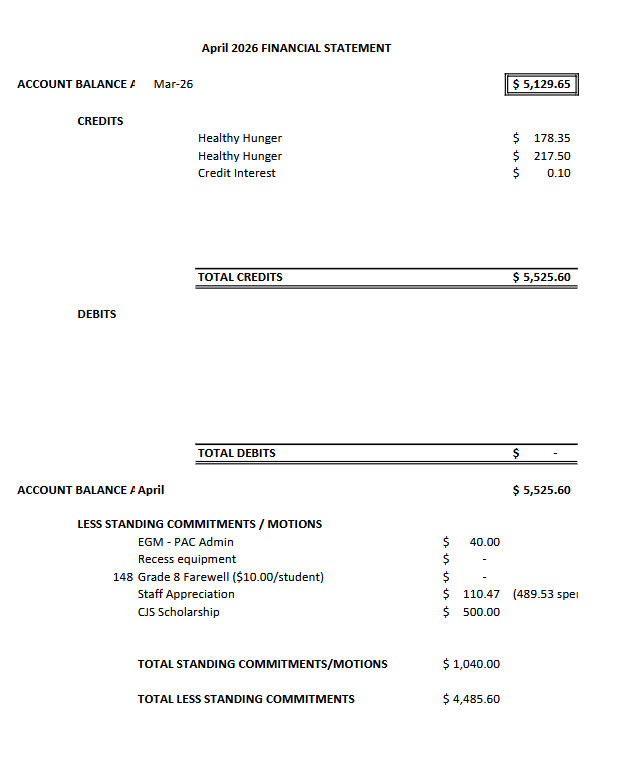 April 2026 FINANCIAL STATEMENT
ACCOUNT BALANCE A Mar-26 $ 5,129.65
CREDITS
Healthy Hunger $ 178.35
Healthy Hunger $ 217.50
Credit Interest $ 0.10
TOTAL CREDITS $ 5,525.60
DEBITS
TOTAL DEBITS $ -
ACCOUNT BALANCE A April $ 5,525.60
LESS STANDING COMMITMENTS / MOTIONS
EGM - PAC Admin $ 40.00
Recess equipment $ -
148 Grade 8 Farewell ($10.00/student) $ -
Staff Appreciation $ 110.47 (489.53 spe
CJS Scholarship $ 500.00
TOTAL STANDING COMMITMENTS/MOTIONS $ 1,040.00
TOTAL LESS STANDING COMMITMENTS $ 4,485.60